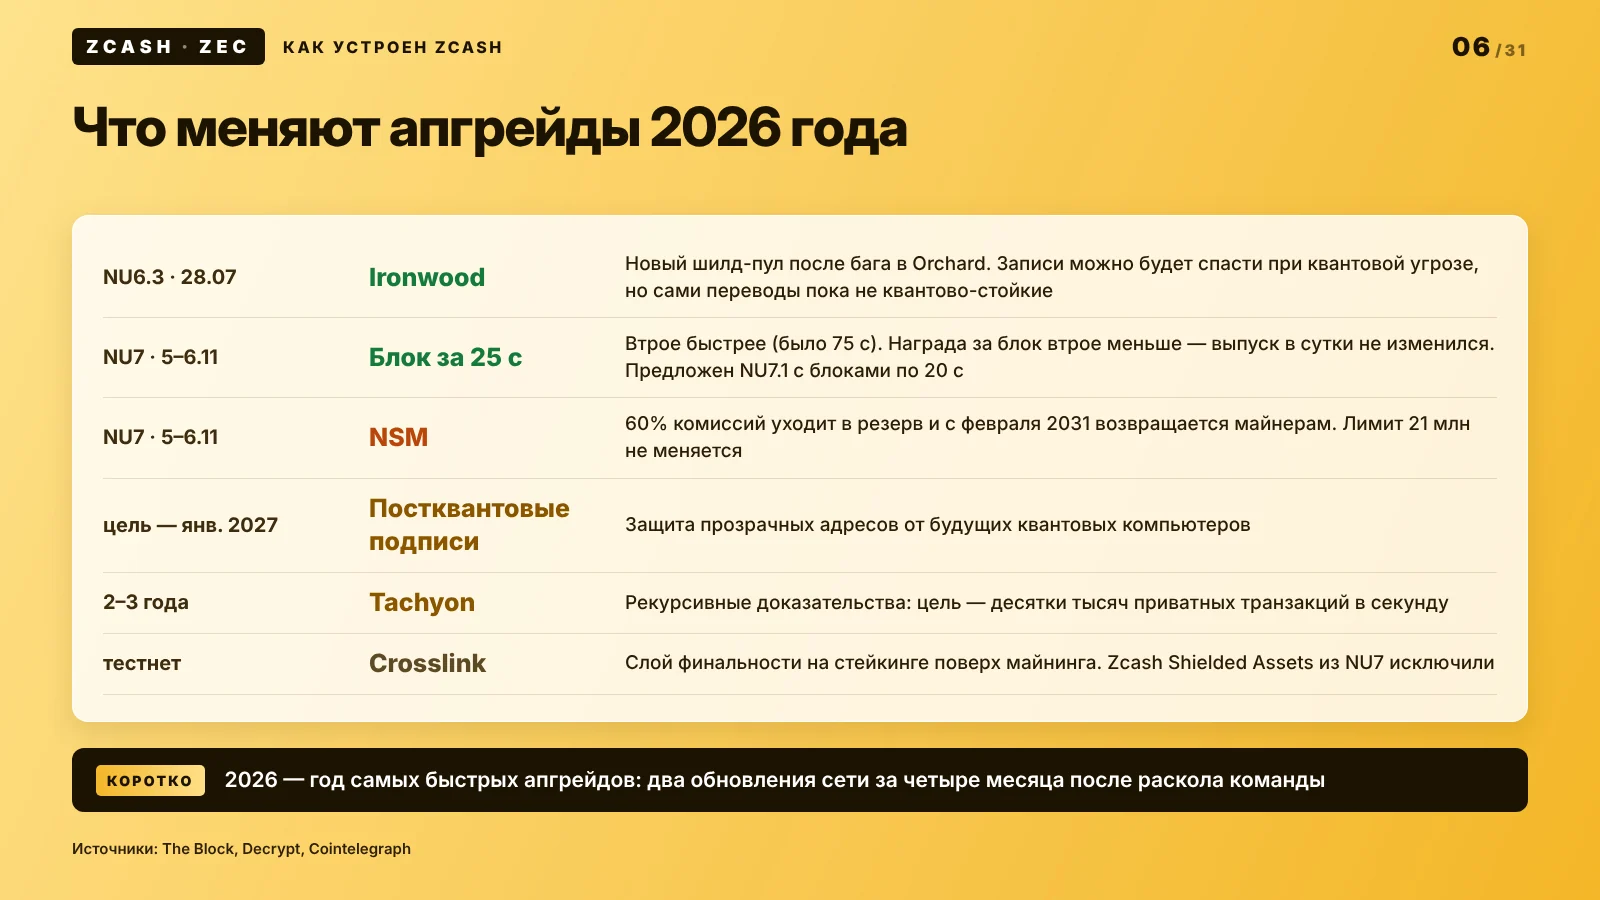 ZCASH · ZEC КАК УСТРОЕН ZCASH
06 / 31
Что меняют апгрейды 2026 года
NU6.3 · 28.07
Ironwood
Новый шилд-пул после бага в Orchard. Записи можно будет спасти при квантовой угрозе,
но сами переводы пока не квантово-стойкие
NU7 · 5–6.11
Блок за 25 с
Втрое быстрее (было 75 с). Награда за блок втрое меньше — выпуск в сутки не изменился.
Предложен NU7.1 с блоками по 20 с
NU7 · 5–6.11
NSM
60% комиссий уходит в резерв и с февраля 2031 возвращается майнерам. Лимит 21 млн
не меняется
цель — янв. 2027
Постквантовые
подписи
Защита прозрачных адресов от будущих квантовых компьютеров
2–3 года
Tachyon
Рекурсивные доказательства: цель — десятки тысяч приватных транзакций в секунду
тестнет
Crosslink
Слой финальности на стейкинге поверх майнинга. Zcash Shielded Assets из NU7 исключили
КОРОТКО 2026 — год самых быстрых апгрейдов: два обновления сети за четыре месяца после раскола команды
Источники: The Block, Decrypt, Cointelegraph